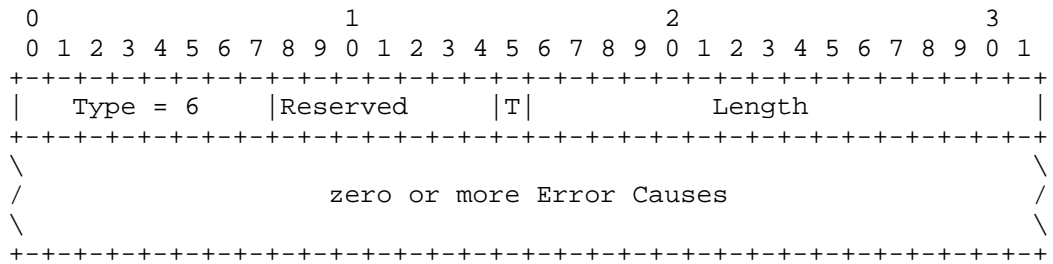 0                   1                   2                   3
 0 1 2 3 4 5 6 7 8 9 0 1 2 3 4 5 6 7 8 9 0 1 2 3 4 5 6 7 8 9 0 1
+-+-+-+-+-+-+-+-+-+-+-+-+-+-+-+-+-+-+-+-+-+-+-+-+-+-+-+-+-+-+-+-+
|   Type = 6    |Reserved     |T|           Length              |
+-+-+-+-+-+-+-+-+-+-+-+-+-+-+-+-+-+-+-+-+-+-+-+-+-+-+-+-+-+-+-+-+
\                                                               \
/                   zero or more Error Causes                   /
\                                                               \
+-+-+-+-+-+-+-+-+-+-+-+-+-+-+-+-+-+-+-+-+-+-+-+-+-+-+-+-+-+-+-+-+